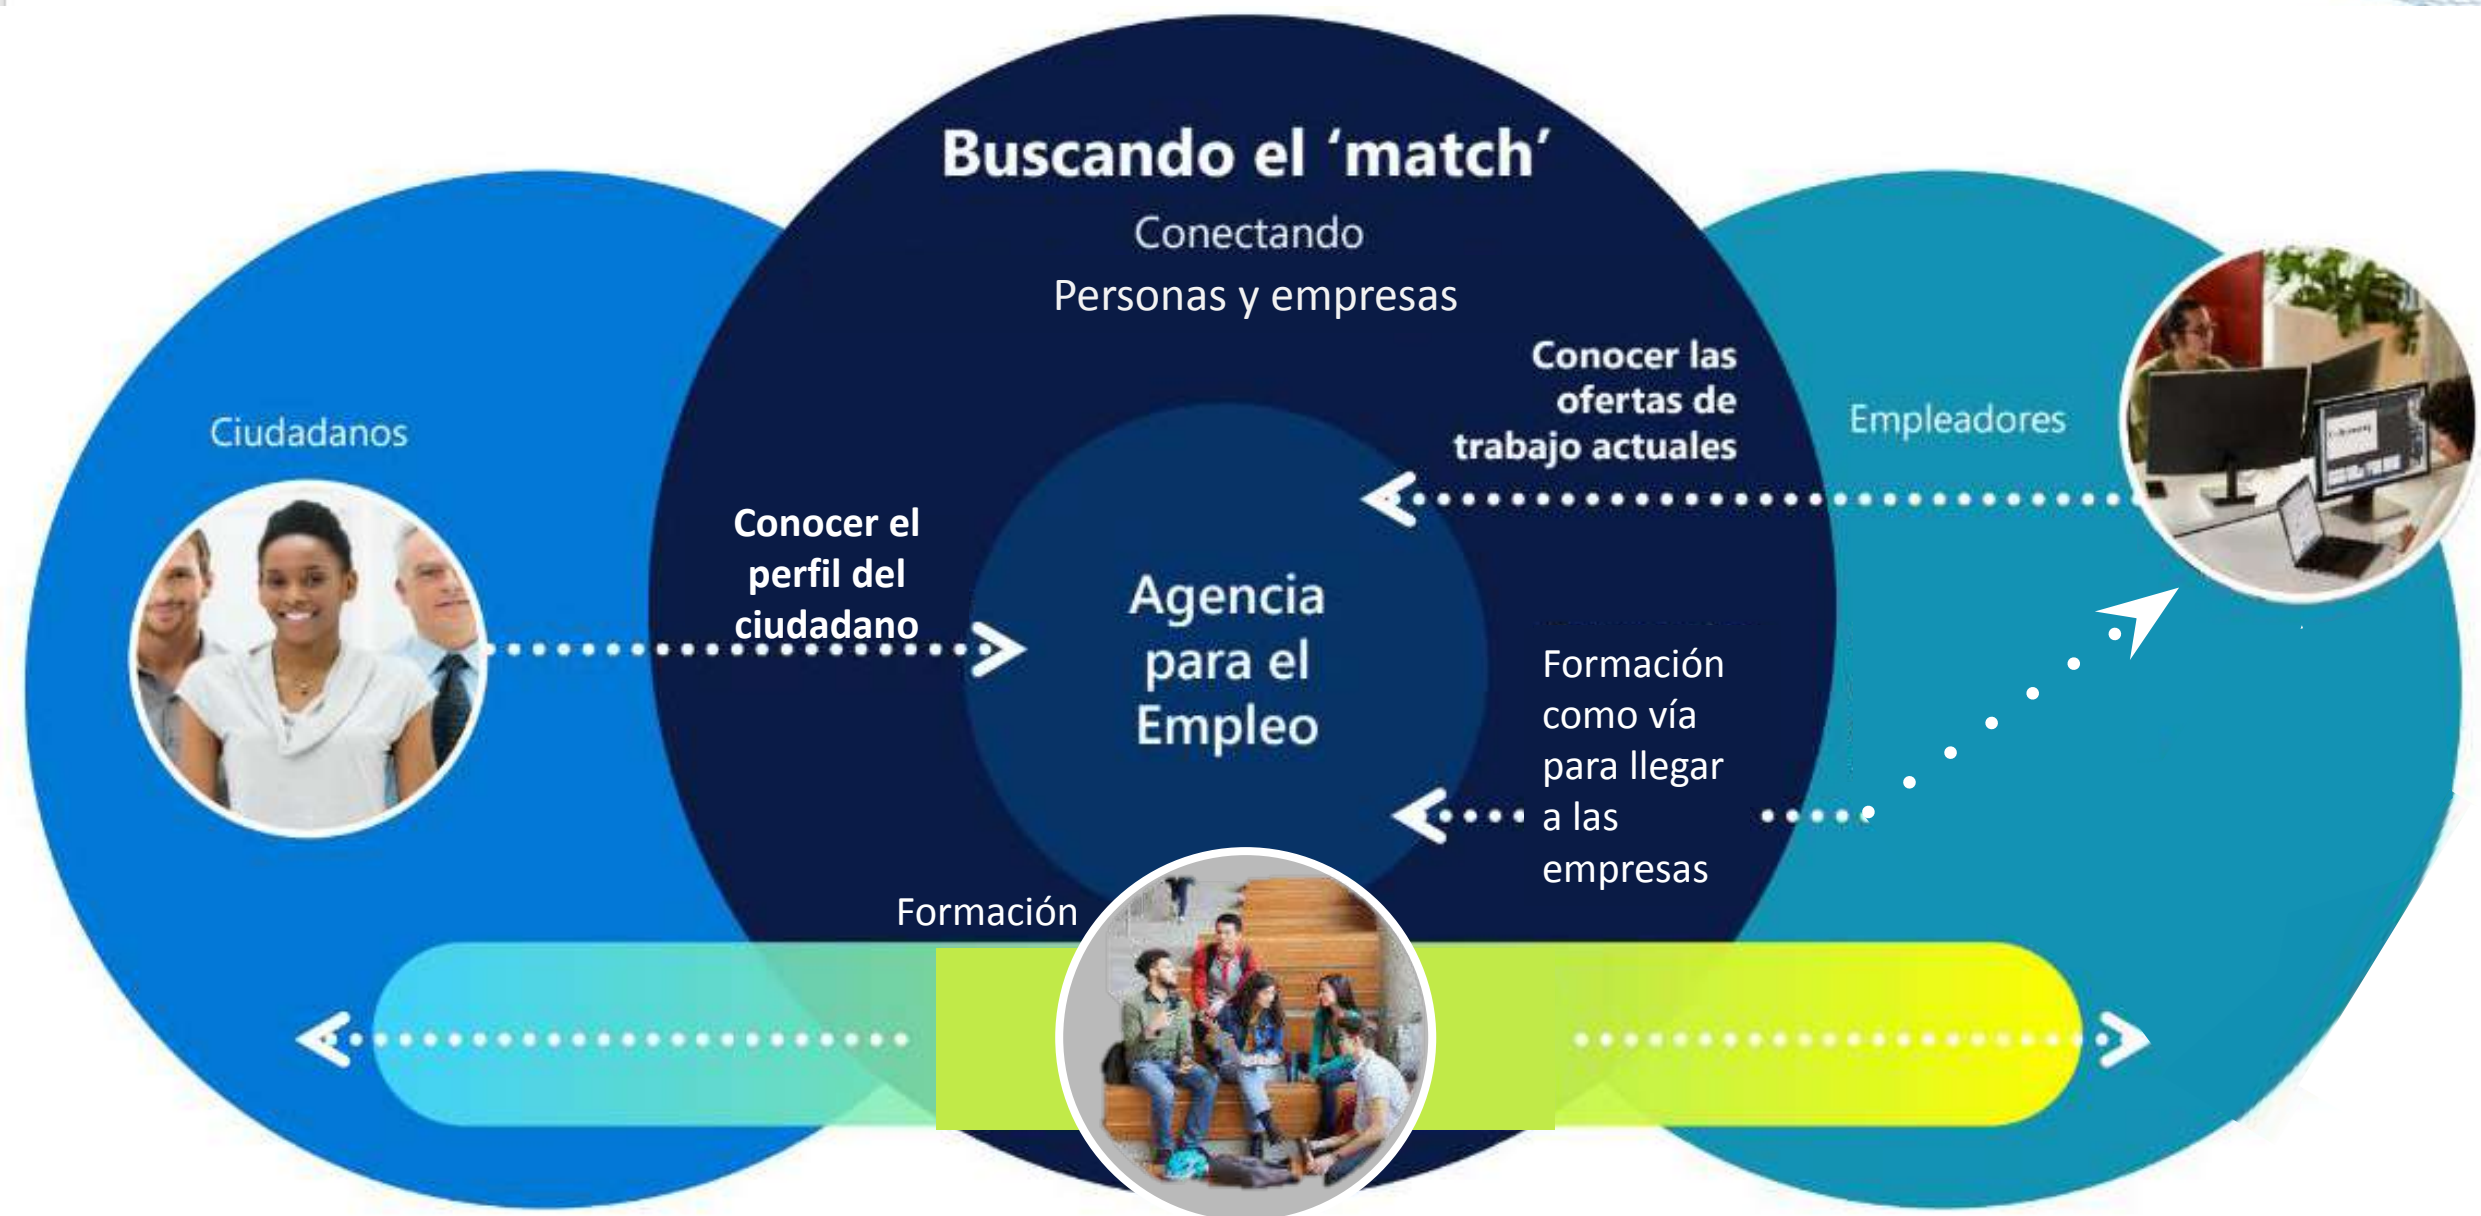 Buscando el ‘match’
Conectando
Personas y empresas
Conocer las
ofertas de
trabajo actuales
Empleadores
Ciudadanos
Conocer el
perfil del
ciudadano
Agencia
para el
Empleo
Formación
como vía
para llegar
a las
empresas
Formación